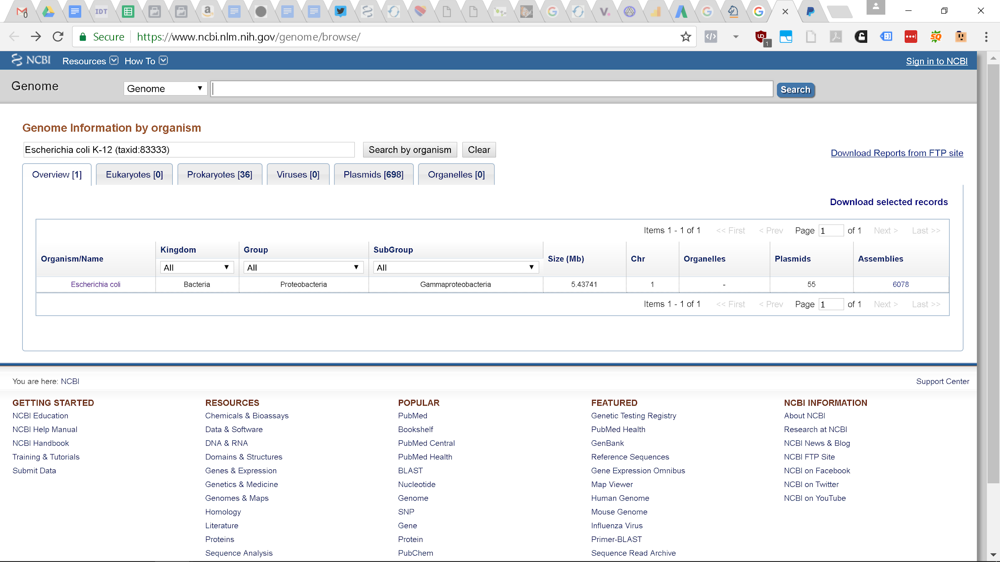 0
IDT
a
V.
Secure https://www.ncbi.nlm.nih.gov/genome/browse/
1
NCBI Resources How To Sign in to NCBI
Genome Genome Search
Genome Information by organism
Escherichia coli K-12 (taxid:83333) Search by organism Clear
Download Reports from FTP site
Overview [1] Eukaryotes [0] Prokaryotes [36] Viruses [0] Plasmids [698] Organelles [0]
Download selected records
Items 1 - 1 of 1 << First < Prev Page 1 of 1 Next > Last >>
Organism/Name Kingdom Group SubGroup Size (Mb) Chr Organelles Plasmids Assemblies
All All All
Escherichia coli Bacteria Proteobacteria Gammaproteobacteria 5.43741 1 - 55 6078
Items 1 - 1 of 1 << First < Prev Page 1 of 1 Next > Last >>
You are here: NCBI Support Center
GETTING STARTED
NCBI Education
NCBI Help Manual
NCBI Handbook
Training & Tutorials
Submit Data
RESOURCES
Chemicals & Bioassays
Data & Software
DNA & RNA
Domains & Structures
Genes & Expression
Genetics & Medicine
Genomes & Maps
Homology
Literature
Proteins
Sequence Analysis
POPULAR
PubMed
Bookshelf
PubMed Central
PubMed Health
BLAST
Nucleotide
Genome
SNP
Gene
Protein
PubChem
FEATURED
Genetic Testing Registry
PubMed Health
GenBank
Reference Sequences
Gene Expression Omnibus
Map Viewer
Human Genome
Mouse Genome
Influenza Virus
Primer-BLAST
Sequence Read Archive
NCBI INFORMATION
About NCBI
Research at NCBI
NCBI News & Blog
NCBI FTP Site
NCBI on Facebook
NCBI on Twitter
NCBI on YouTube